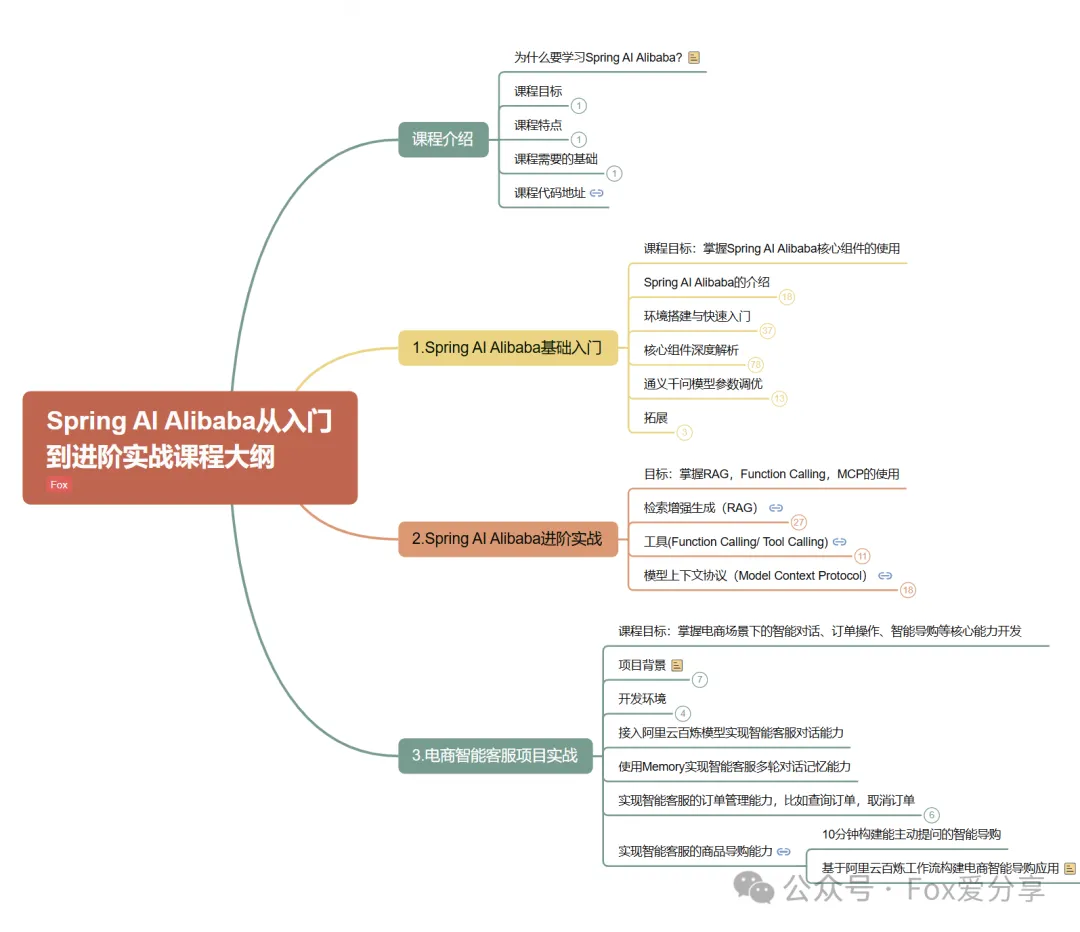 Spring AI Alibaba从入门
到进阶实战课程大纲
Fox
课程介绍
为什么要学习Spring AI Alibaba?
课程目标
1
课程特点
1
课程需要的基础
1
课程代码地址
1.Spring AI Alibaba基础入门
课程目标：掌握Spring AI Alibaba核心组件的使用
Spring AI Alibaba的介绍
18
环境搭建与快速入门
37
核心组件深度解析
78
通义千问模型参数调优
13
拓展
3
2.Spring AI Alibaba进阶实战
目标：掌握RAG，Function Calling，MCP的使用
检索增强生成（RAG）
27
工具(Function Calling/ Tool Calling)
11
模型上下文协议（Model Context Protocol）
18
3.电商智能客服项目实战
课程目标：掌握电商场景下的智能对话、订单操作、智能导购等核心能力开发
项目背景
7
开发环境
4
接入阿里云百炼模型实现智能客服对话能力
使用Memory实现智能客服多轮对话记忆能力
实现智能客服的订单管理能力，比如查询订单，取消订单
6
实现智能客服的商品导购能力
10分钟构建能主动提问的智能导购
基于阿里云百炼工作流构建电商智能导购应用
公众号·Fox爱分享